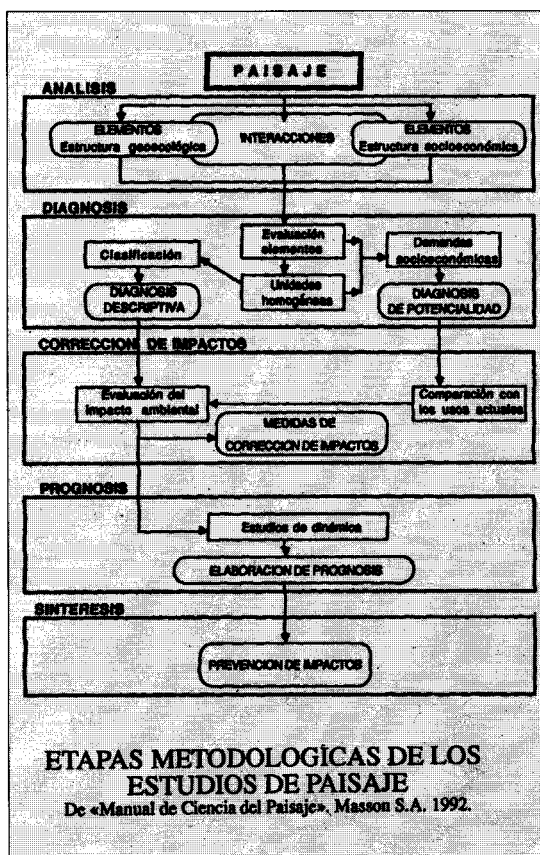 PAISAJE
ANALISIS
ELEMENTOS
Estructura geoecológica
INTERACCIONES
ELEMENTOS
Estructura socioeconómica
DIAGNOSIS
Clasificación
Evaluación
elementos
Demandas
socioeconómicas
Unidades
homogéneas
DIAGNOSIS
DESCRIPTIVA
DIAGNOSIS
DE POTENCIALIDAD
CORRECCION DE IMPACTOS
Evaluación del
impacto ambiental
Comparación con
los usos actuales
MEDIDAS DE
CORRECCION DE IMPACTOS
PROGNOSIS
Estudios de dinámica
ELABORACION DE PROGNOSIS
SINTERESIS
PREVENCION DE IMPACTOS
ETAPAS METODOLOGÍCAS DE LOS
ESTUDIOS DE PAISAJE
De «Manual de Ciencia del Paisaje», Masson S.A. 1992.